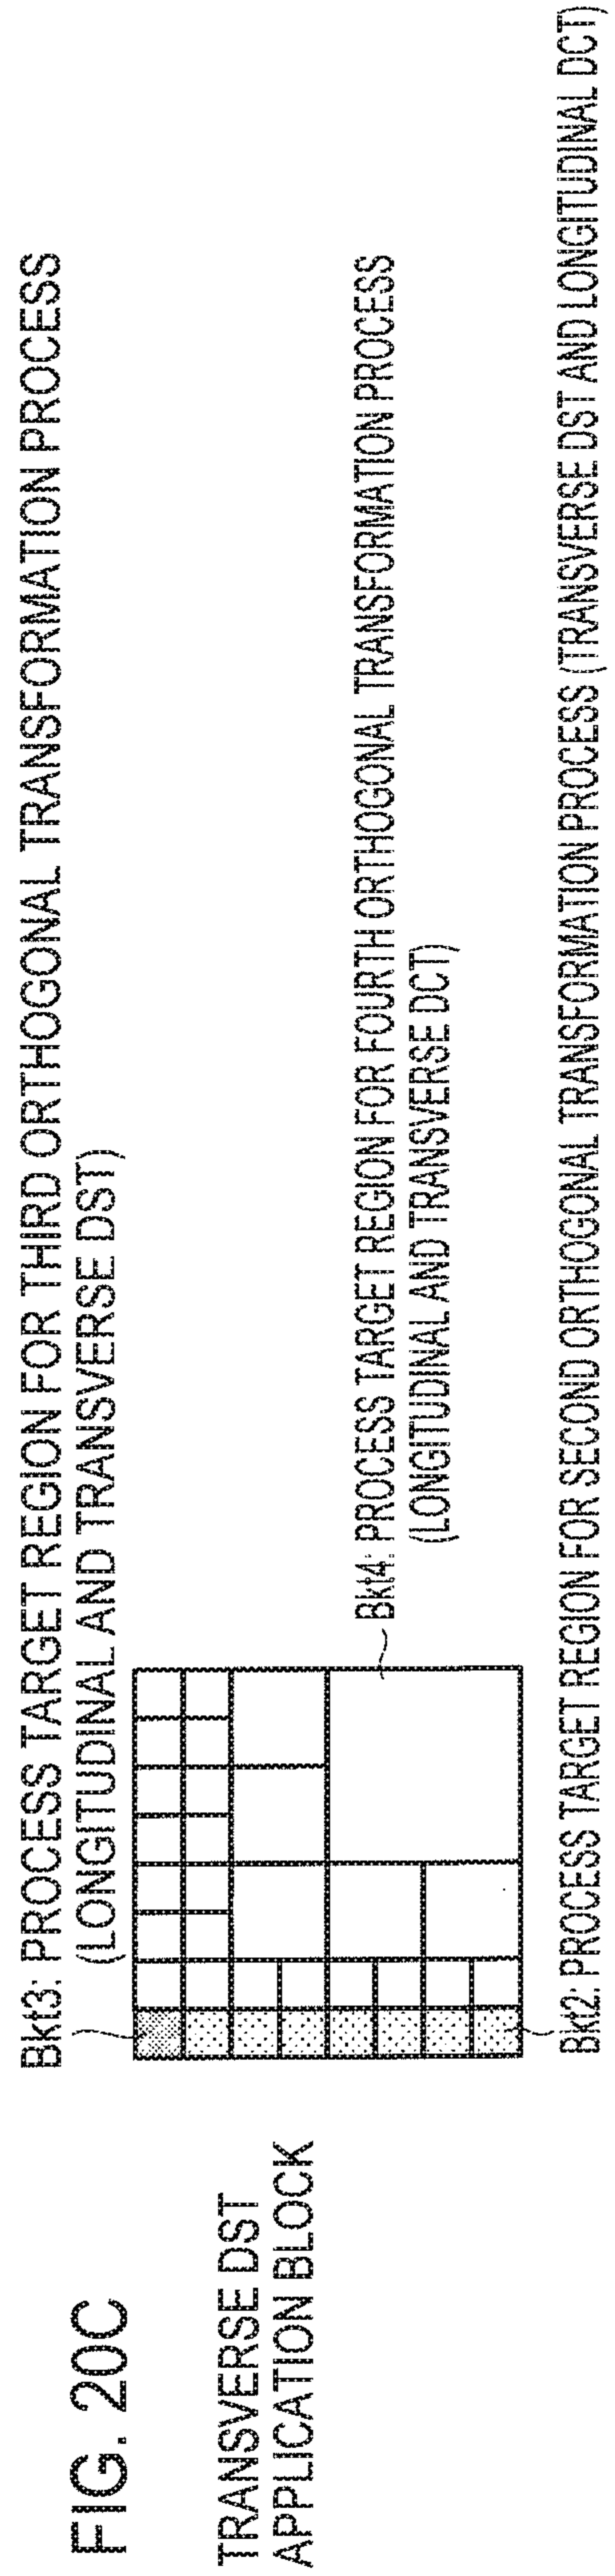 FIG. 20C
TRANSVERSE DST
APPLICATION BLOCK
Bkt3: PROCESS TARGET REGION FOR THIRD ORTHOGONAL TRANSFORMATION PROCESS
(LONGITUDINAL AND TRANSVERSE DST)
Bkt4: PROCESS TARGET REGION FOR FOURTH ORTHOGONAL TRANSFORMATION PROCESS
(LONGITUDINAL AND TRANSVERSE DCT)
Bkt2: PROCESS TARGET REGION FOR SECOND ORTHOGONAL TRANSFORMATION PROCESS (TRANSVERSE DST AND LONGITUDINAL DCT)